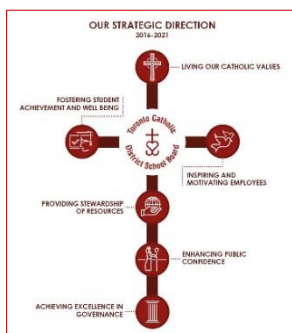 OUR STRATEGIC DIRECTION
2016-2021
LIVING OUR CATHOLIC VALUES
FOSTERING STUDENT
ACHIEVEMENT AND WELL BEING
Toronto Catholic
District School Board
INSPIRING AND
MOTIVATING EMPLOYEES
PROVIDING STEWARDSHIP
OF RESOURCES
ENHANCING PUBLIC
CONFIDENCE
ACHIEVING EXCELLENCE IN
GOVERNANCE